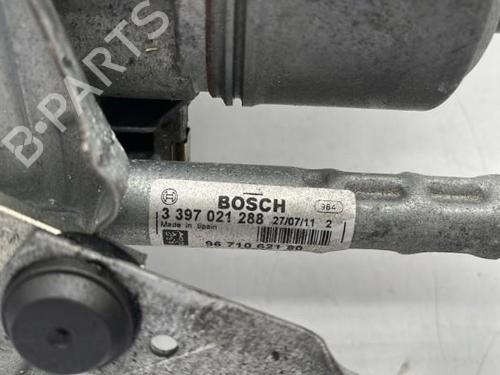 B-PARTS
BOSCH 364
3 397 021 288 27/07/11 2
Made in Spain
96 710 621 80